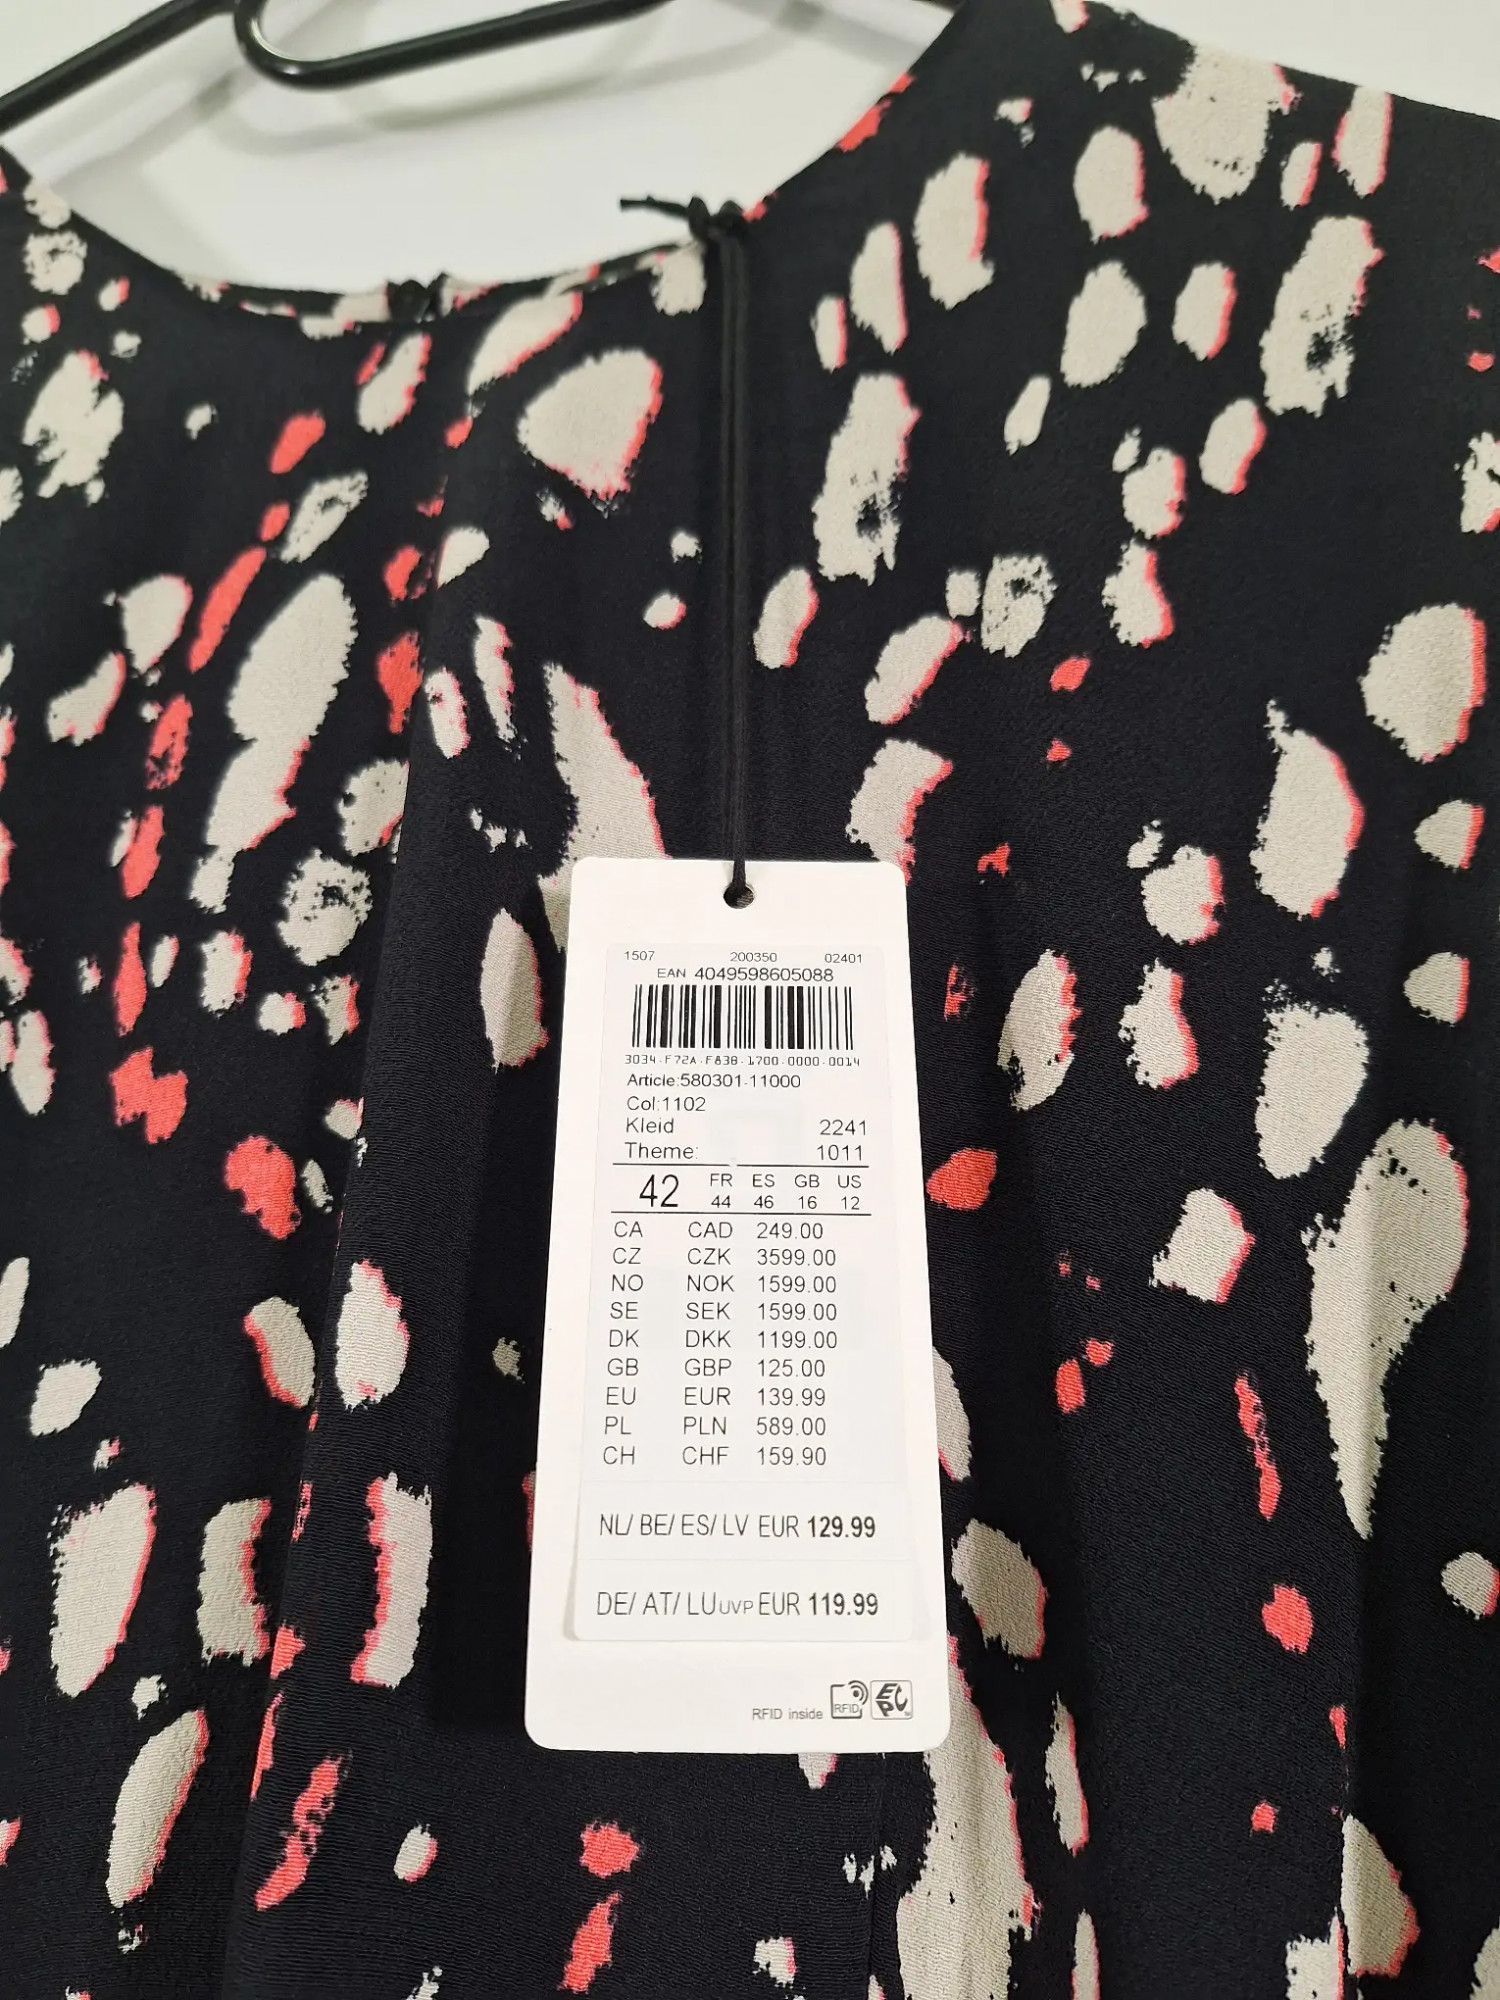 1507 200350 02401
EAN 4049598605088
3034-F72A-F838-1700-0000-0014
Article:580301-11000
Col:1102
Kleid 2241
Theme: 1011
42 FR ES GB US
44 46 16 12
CA CAD 249.00
CZ CZK 3599.00
NO NOK 1599.00
SE SEK 1599.00
DK DKK 1199.00
GB GBP 125.00
EU EUR 139.99
PL PLN 589.00
CH CHF 159.90
NL/ BE/ ES/ LV EUR 129.99
DE/ AT/ LU UVP EUR 119.99
RFID inside RFID EPC